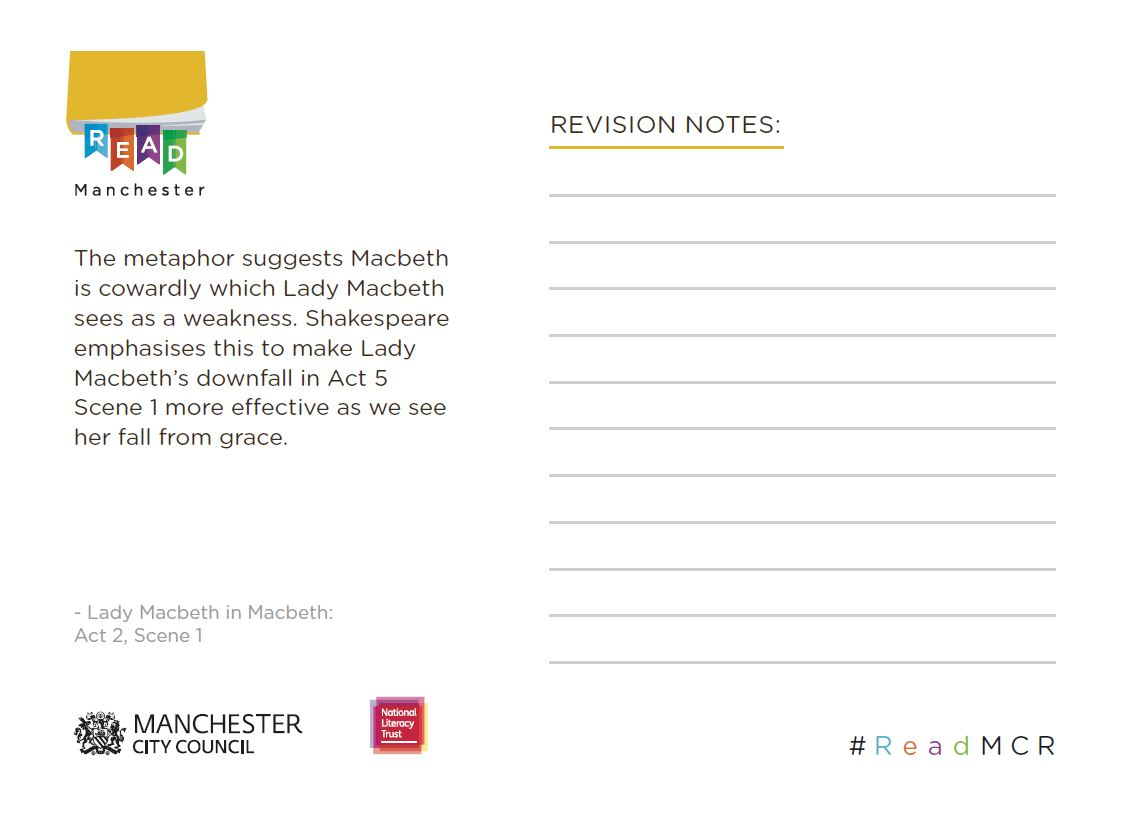 READ
Manchester
The metaphor suggests Macbeth
is cowardly which Lady Macbeth
sees as a weakness. Shakespeare
emphasises this to make Lady
Macbeth’s downfall in Act 5
Scene 1 more effective as we see
her fall from grace.
- Lady Macbeth in Macbeth:
Act 2, Scene 1
MANCHESTER
CITY COUNCIL
National
Literacy
Trust
REVISION NOTES:
#ReadMCR